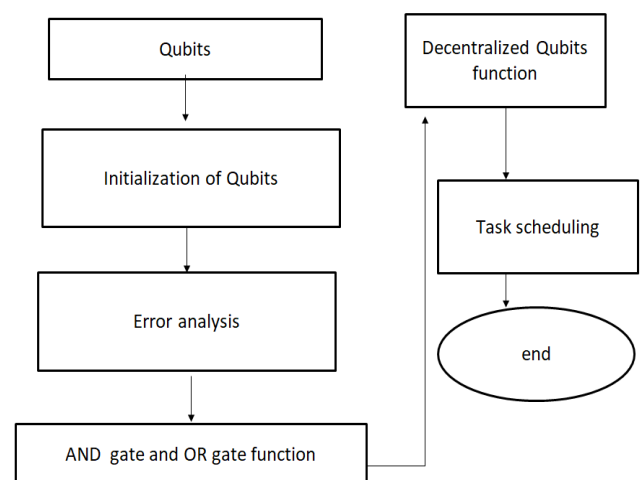 Qubits
Initialization of Qubits
Error analysis
AND gate and OR gate function
Decentralized Qubits
function
Task scheduling
end